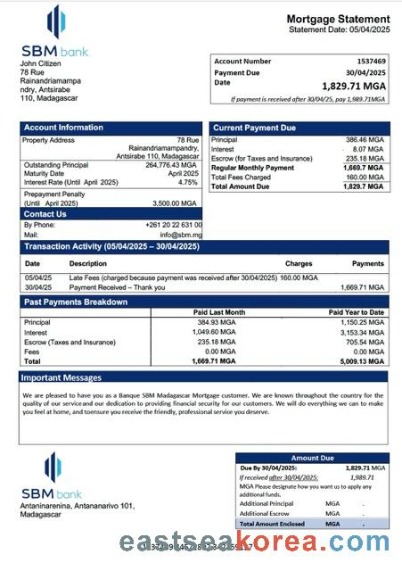 Mortgage Statement
Statement Date: 05/04/2025
SBM bank
John Citizen
78 Rue
Rainandriamampa
ndry, Antsirabe
110, Madagascar
Account Number 1537469
Payment Due 30/04/2025
Date 1,829.71 MGA
If payment is received after 30/04/25, pay 1,989.71MGA
Account Information
Property Address 78 Rue
Rainandriamampandry,
Antsirabe 110, Madagascar
Outstanding Principal 264,776.43 MGA
Maturity Date April 2025
Interest Rate (Until April 2025) 4.75%
Prepayment Penalty
(Until April 2025) 3,500.00 MGA
Contact Us
By Phone: +261 20 22 631 00
Mail: info@sbm.mg
Current Payment Due
Principal 386.46 MGA
Interest 8.07 MGA
Escrow (for Taxes and Insurance) 235.18 MGA
Regular Monthly Payment 1,669.7 MGA
Total Fees Charged 160.00 MGA
Total Amount Due 1,829.7 MGA
Transaction Activity (05/04/2025 – 30/04/2025)
Date Description Charges Payments
05/04/25 Late Fees (charged because payment was received after 30/04/2025) 160.00 MGA
30/04/25 Payment Received – Thank you 1,669.71 MGA
Past Payments Breakdown
Paid Last Month Paid Year to Date
Principal 384.93 MGA 1,150.25 MGA
Interest 1,049.60 MGA 3,153.34 MGA
Escrow (Taxes and Insurance) 235.18 MGA 705.54 MGA
Fees 0.00 MGA 0.00 MGA
Total 1,669.71 MGA 5,009.13 MGA
Important Messages
We are pleased to have you as a Banque SBM Madagascar Mortgage customer. We are known throughout the country for the
quality of our service and our dedication to providing financial security for our customers. We will do everything we can to make
you feel at home, and toensure you receive the friendly, professional service you deserve.
SBM bank
Antaninarenina, Antananarivo 101,
Madagascar
Amount Due
Due By 30/04/2025: 1,829.71 MGA
If received after 30/04/2025: 1,989.71
MGA Please designate how you want us to apply any
additional funds.
Additional Principal MGA .
Additional Escrow MGA .
Total Amount Enclosed MGA .
eastseakorea.com